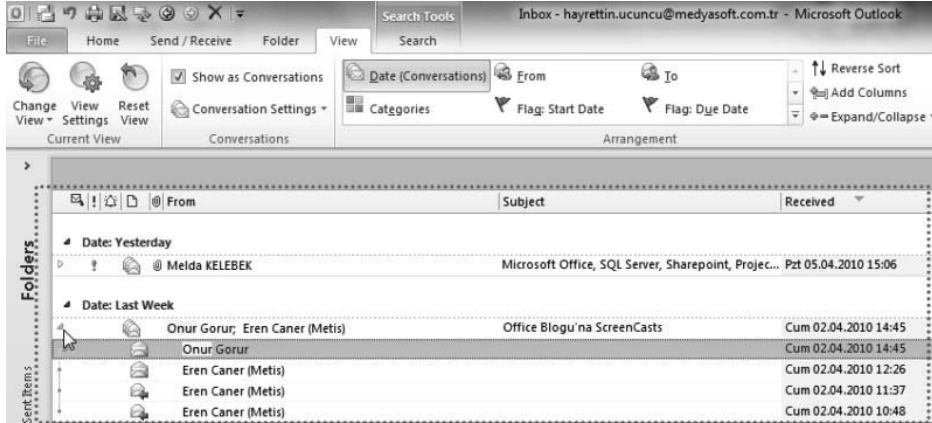 Search Tools
Inbox - hayrettin.ucuncu@medyasoft.com.tr - Microsoft Outlook
File Home Send / Receive Folder View Search
Change View View Settings Reset View
Show as Conversations
Conversation Settings
Date (Conversations) From To
Categories Flag: Start Date Flag: Due Date
Reverse Sort
Add Columns
Expand/Collapse
Current View Conversations Arrangement
Folders
Sent Items
From Subject Received
Date: Yesterday
Melda KELEBEK Microsoft Office, SQL Server, Sharepoint, Projec... Pzt 05.04.2010 15:06
Date: Last Week
Onur Gorur; Eren Caner (Metis) Office Blogu'na ScreenCasts Cum 02.04.2010 14:45
Onur Gorur Cum 02.04.2010 14:45
Eren Caner (Metis) Cum 02.04.2010 12:26
Eren Caner (Metis) Cum 02.04.2010 11:37
Eren Caner (Metis) Cum 02.04.2010 10:48